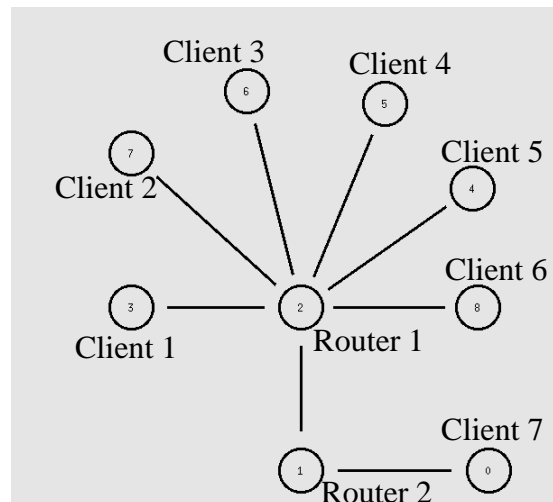 Client 3
Client 4
6
5
Client 5
7
Client 2
4
Client 6
3
2
8
Client 1
Router 1
Client 7
1
0
Router 2